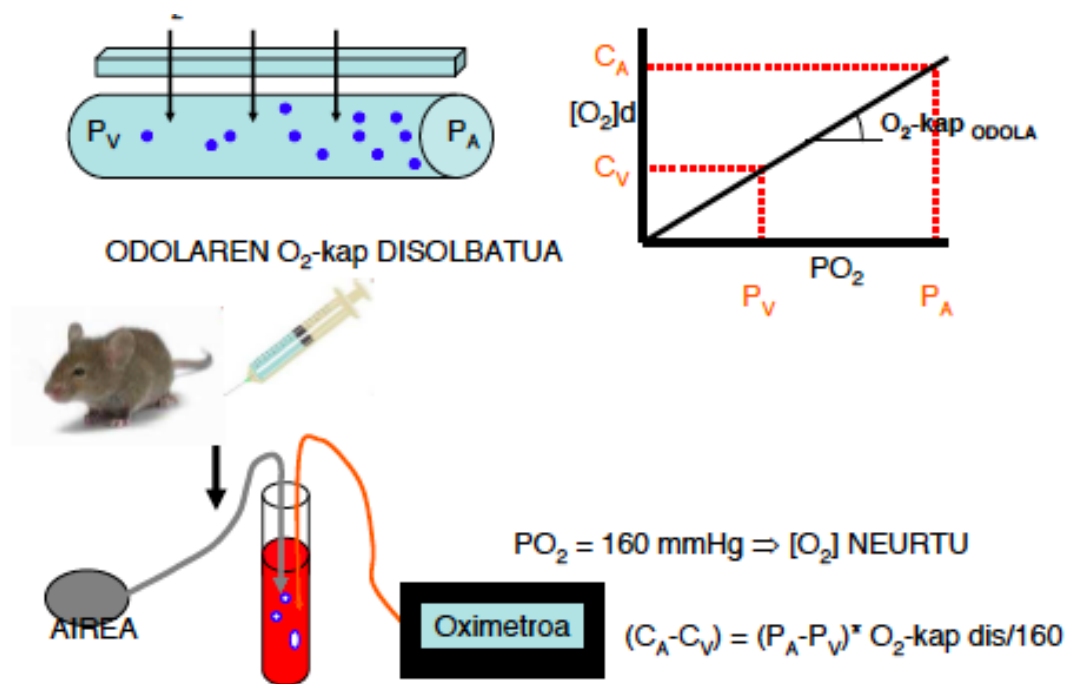 2
P_V
P_A
C_A
[O₂]d
C_V
O₂-kap ODOLA
PO₂
P_V
P_A
ODOLAREN O₂-kap DISOLBATUA
PO₂ = 160 mmHg ⇒ [O₂] NEURTU
AIREA
Oximetroa
(C_A-C_V) = (P_A-P_V)* O₂-kap dis/160